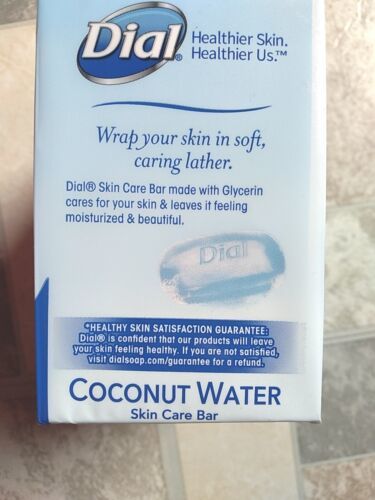 Dial® Healthier Skin.
Healthier Us.™
Wrap your skin in soft,
caring lather.
Dial® Skin Care Bar made with Glycerin
cares for your skin & leaves it feeling
moisturized & beautiful.
Dial
*HEALTHY SKIN SATISFACTION GUARANTEE:
Dial® is confident that our products will leave
your skin feeling healthy. If you are not satisfied,
visit dialsoap.com/guarantee for a refund.
COCONUT WATER
Skin Care Bar